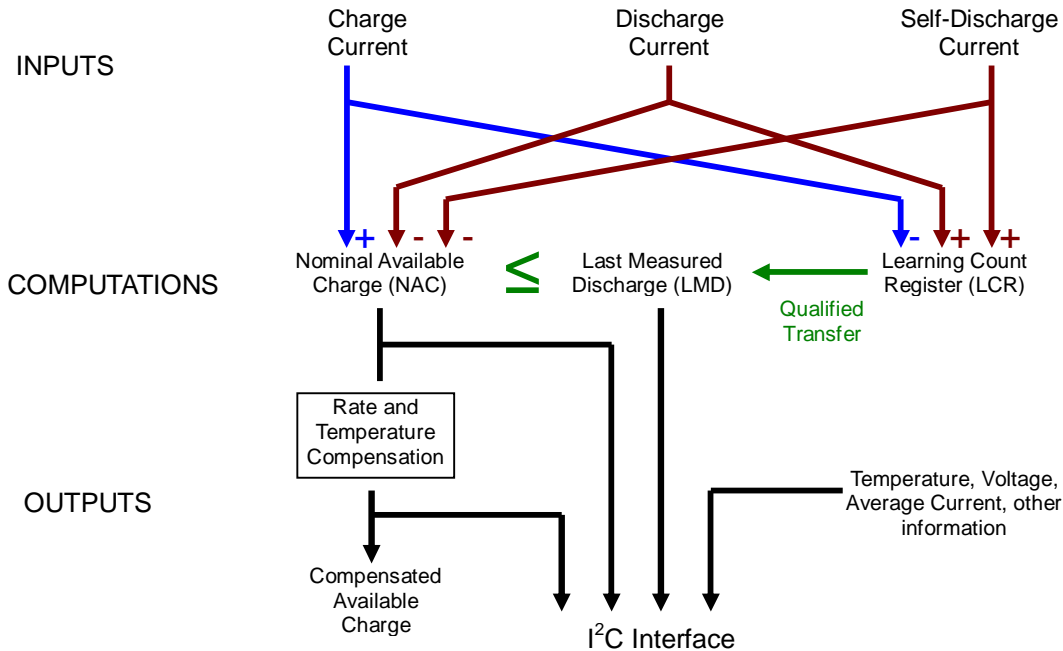 Charge
Current
Discharge
Current
Self-Discharge
Current
INPUTS
+
-
-
-
+
+
COMPUTATIONS
Nominal Available
Charge (NAC)
≤
Last Measured
Discharge (LMD)
Learning Count
Register (LCR)
Qualified
Transfer
Rate and
Temperature
Compensation
OUTPUTS
Temperature, Voltage,
Average Current, other
information
Compensated
Available
Charge
I²C Interface